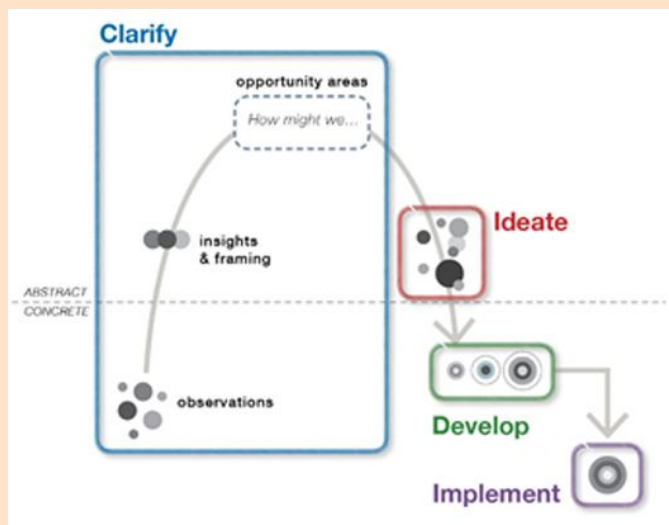 Clarify
opportunity areas
How might we...
Ideate
insights
& framing
ABSTRACT
CONCRETE
observations
Develop
Implement